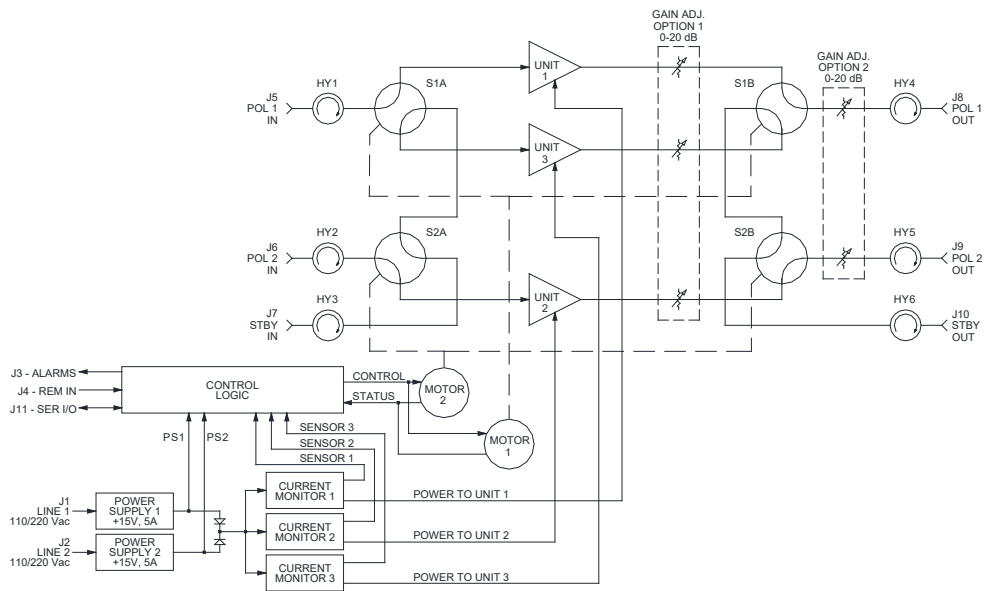 GAIN ADJ.
OPTION 1
0-20 dB
GAIN ADJ.
OPTION 2
0-20 dB
UNIT
1
HY1
S1A
S1B
HY4
J5
POL 1
IN
J8
POL 1
OUT
UNIT
3
HY2
S2A
S2B
HY5
J6
POL 2
IN
J9
POL 2
OUT
HY3
UNIT
2
HY6
J7
STBY
IN
J10
STBY
OUT
J3 - ALARMS
J4 - REM IN
J11 - SER I/O
CONTROL
LOGIC
CONTROL
STATUS
MOTOR
2
MOTOR
1
PS1
PS2
SENSOR 3
SENSOR 2
SENSOR 1
J1
LINE 1
110/220 Vac
POWER
SUPPLY 1
+15V, 5A
CURRENT
MONITOR 1
POWER TO UNIT 1
J2
LINE 2
110/220 Vac
POWER
SUPPLY 2
+15V, 5A
CURRENT
MONITOR 2
POWER TO UNIT 2
CURRENT
MONITOR 3
POWER TO UNIT 3